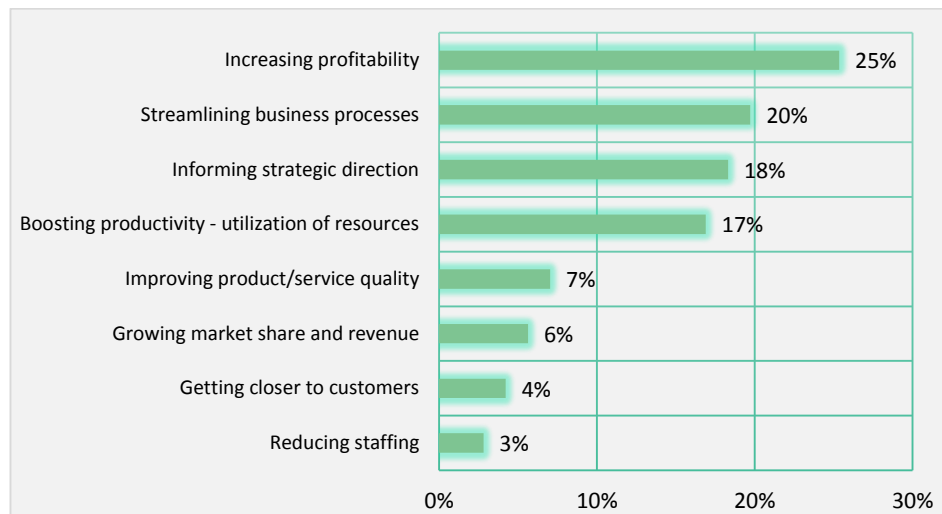 Increasing profitability 25%
Streamlining business processes 20%
Informing strategic direction 18%
Boosting productivity - utilization of resources 17%
Improving product/service quality 7%
Growing market share and revenue 6%
Getting closer to customers 4%
Reducing staffing 3%
0% 10% 20% 30%